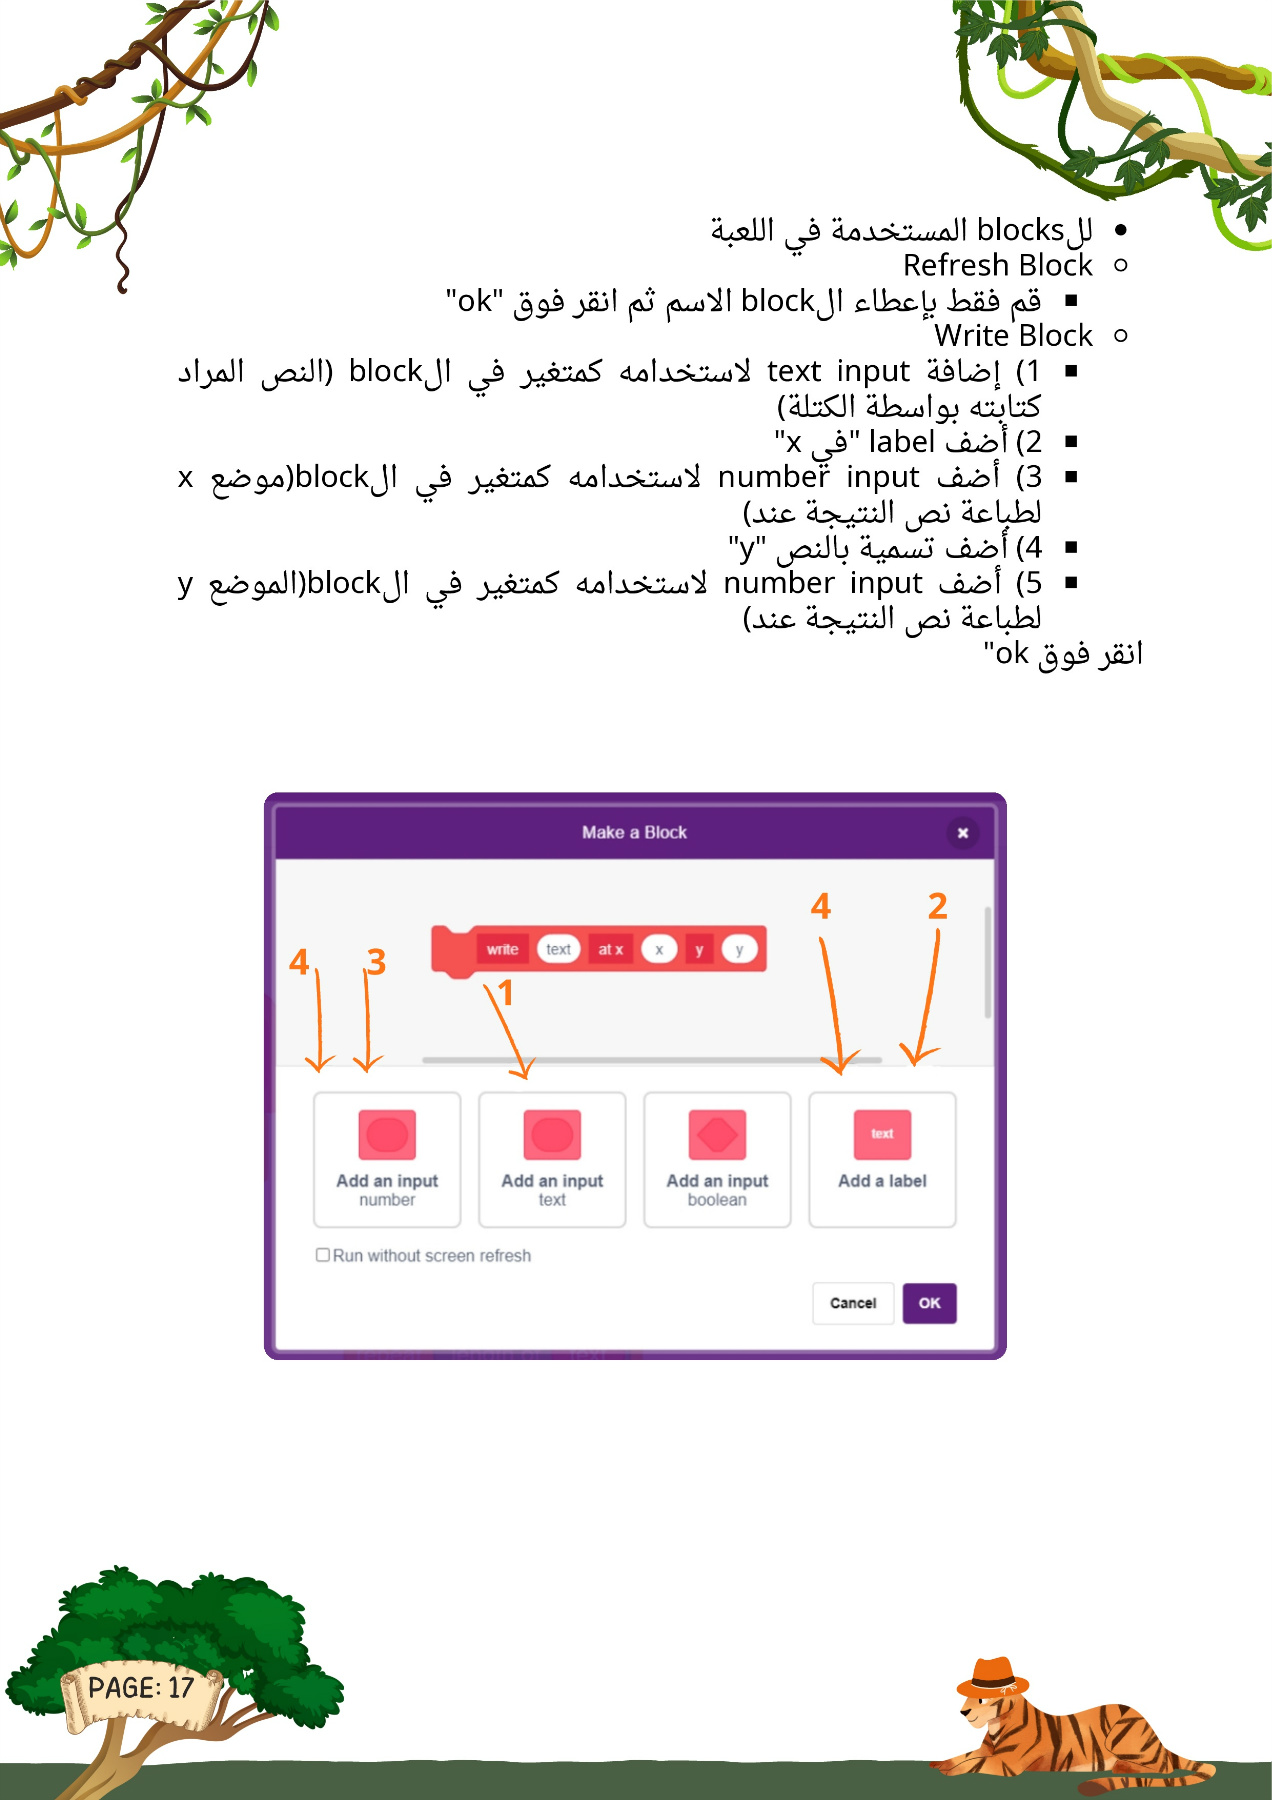 للblocks المستخدمة في اللعبة
Refresh Block
قم فقط بإعطاء الblock الاسم ثم انقر فوق "ok"
Write Block
1) إضافة text input لاستخدامه كمتغير في الblock (النص المراد
كتابته بواسطة الكتلة)
2) أضف label "في x"
3) أضف number input لاستخدامه كمتغير في الblock(موضع x
لطباعة نص النتيجة عند)
4) أضف تسمية بالنص "y"
5) أضف number input لاستخدامه كمتغير في الblock(الموضع y
لطباعة نص النتيجة عند)
انقر فوق ok"
Make a Block
4 2
write text at x x y y
4 3
1
text
Add an input Add an input Add an input Add a label
number text boolean
Run without screen refresh
Cancel OK
PAGE: 17